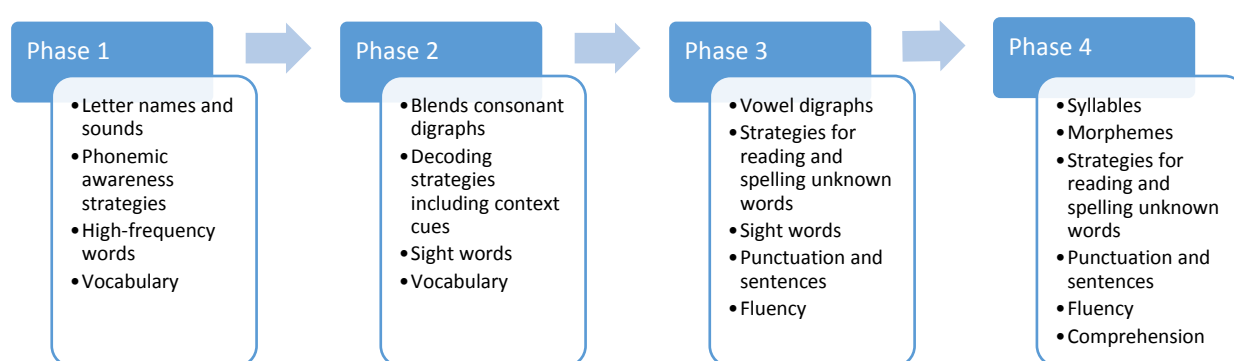 Phase 1
•Letter names and
sounds
•Phonemic
awareness
strategies
•High-frequency
words
•Vocabulary
Phase 2
•Blends consonant
digraphs
•Decoding
strategies
including context
cues
•Sight words
•Vocabulary
Phase 3
•Vowel digraphs
•Strategies for
reading and
spelling unknown
words
•Sight words
•Punctuation and
sentences
•Fluency
Phase 4
•Syllables
•Morphemes
•Strategies for
reading and
spelling unknown
words
•Punctuation and
sentences
•Fluency
•Comprehension